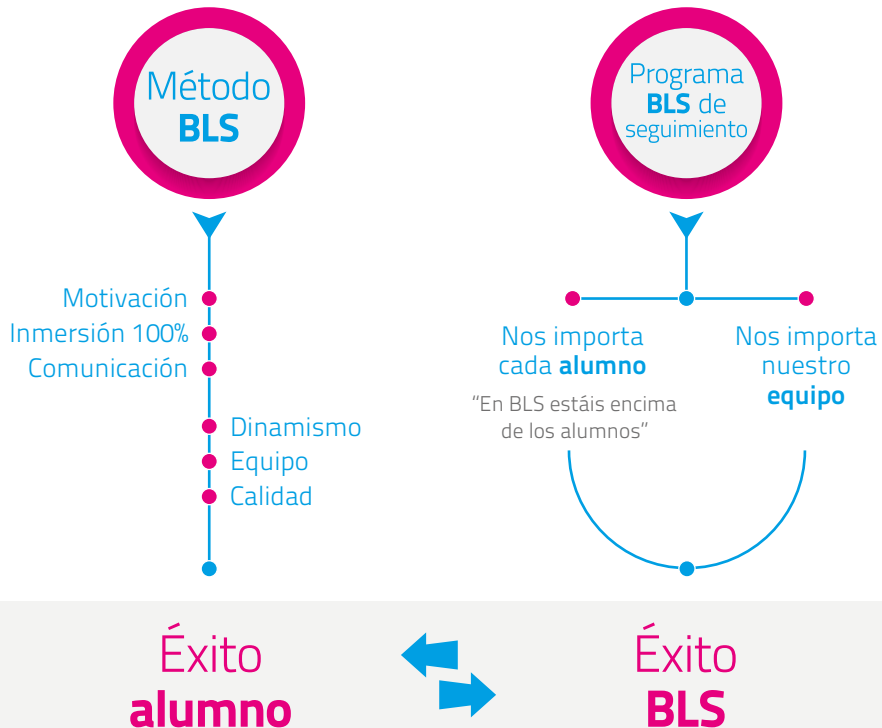 Método
BLS
Motivación
Inmersión 100%
Comunicación
Dinamismo
Equipo
Calidad
Programa
BLS de
seguimiento
Nos importa
cada alumno
"En BLS estáis encima
de los alumnos"
Nos importa
nuestro
equipo
Éxito
alumno
Éxito
BLS